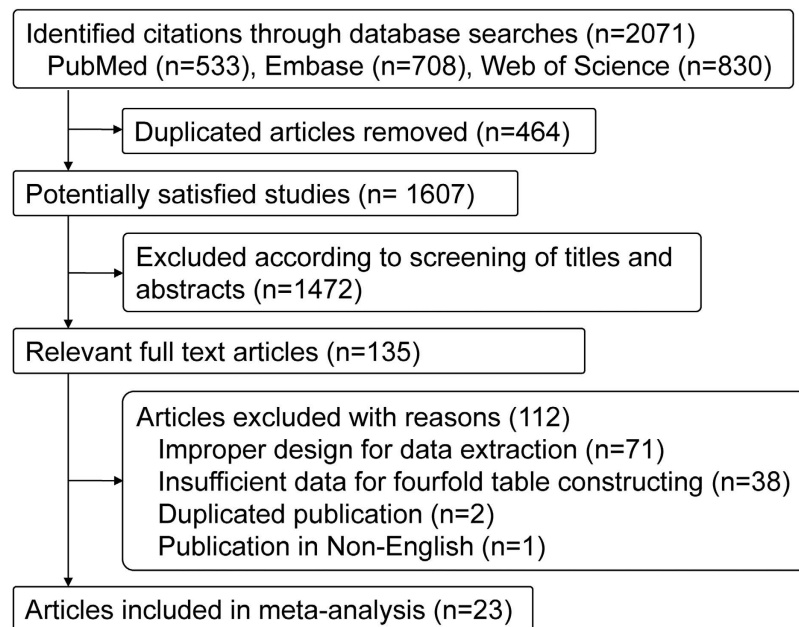 Identified citations through database searches (n=2071)
PubMed (n=533), Embase (n=708), Web of Science (n=830)
Duplicated articles removed (n=464)
Potentially satisfied studies (n= 1607)
Excluded according to screening of titles and
abstracts (n=1472)
Relevant full text articles (n=135)
Articles excluded with reasons (112)
Improper design for data extraction (n=71)
Insufficient data for fourfold table constructing (n=38)
Duplicated publication (n=2)
Publication in Non-English (n=1)
Articles included in meta-analysis (n=23)